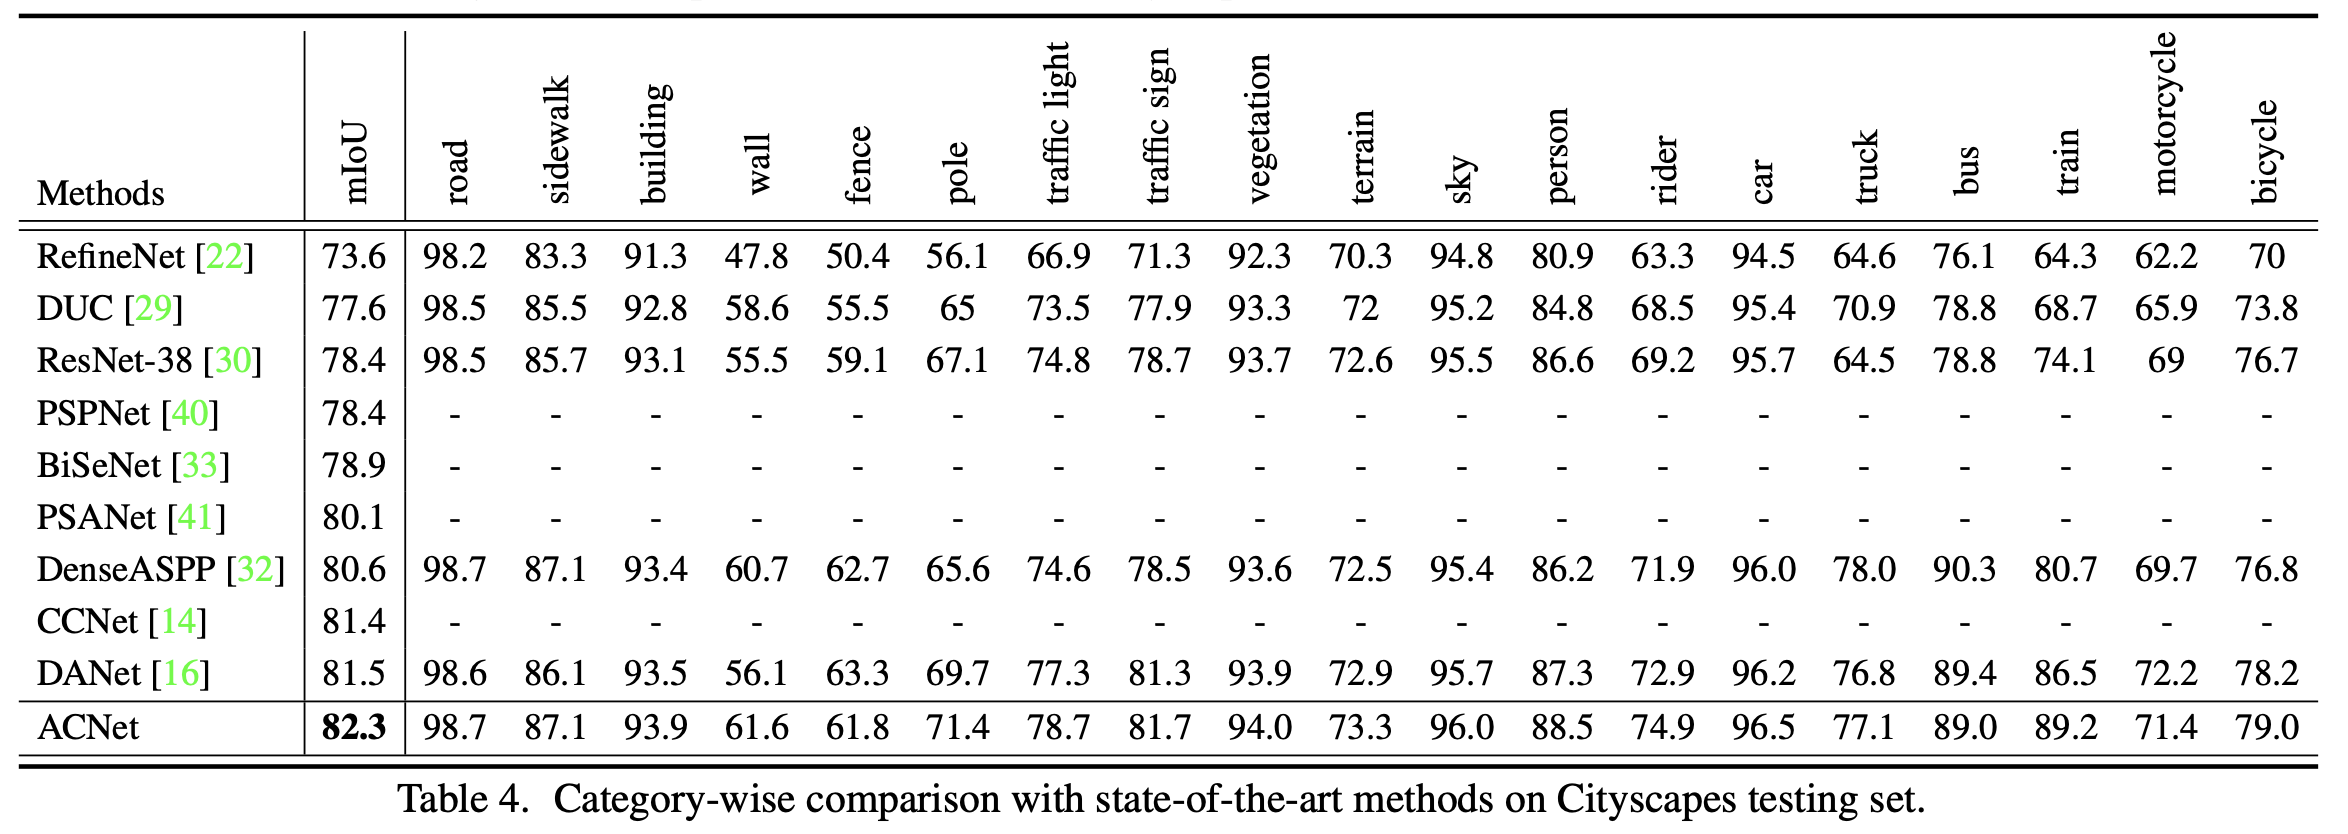 Methods mIoU road sidewalk building wall fence pole traffic light traffic sign vegetation terrain sky person rider car truck bus train motorcycle bicycle
RefineNet [22] 73.6 98.2 83.3 91.3 47.8 50.4 56.1 66.9 71.3 92.3 70.3 94.8 80.9 63.3 94.5 64.6 76.1 64.3 62.2 70
DUC [29] 77.6 98.5 85.5 92.8 58.6 55.5 65 73.5 77.9 93.3 72 95.2 84.8 68.5 95.4 70.9 78.8 68.7 65.9 73.8
ResNet-38 [30] 78.4 98.5 85.7 93.1 55.5 59.1 67.1 74.8 78.7 93.7 72.6 95.5 86.6 69.2 95.7 64.5 78.8 74.1 69 76.7
PSPNet [40] 78.4 - - - - - - - - - - - - - - - - - - -
BiSeNet [33] 78.9 - - - - - - - - - - - - - - - - - - -
PSANet [41] 80.1 - - - - - - - - - - - - - - - - - - -
DenseASPP [32] 80.6 98.7 87.1 93.4 60.7 62.7 65.6 74.6 78.5 93.6 72.5 95.4 86.2 71.9 96.0 78.0 90.3 80.7 69.7 76.8
CCNet [14] 81.4 - - - - - - - - - - - - - - - - - - -
DANet [16] 81.5 98.6 86.1 93.5 56.1 63.3 69.7 77.3 81.3 93.9 72.9 95.7 87.3 72.9 96.2 76.8 89.4 86.5 72.2 78.2
ACNet 82.3 98.7 87.1 93.9 61.6 61.8 71.4 78.7 81.7 94.0 73.3 96.0 88.5 74.9 96.5 77.1 89.0 89.2 71.4 79.0
Table 4. Category-wise comparison with state-of-the-art methods on Cityscapes testing set.